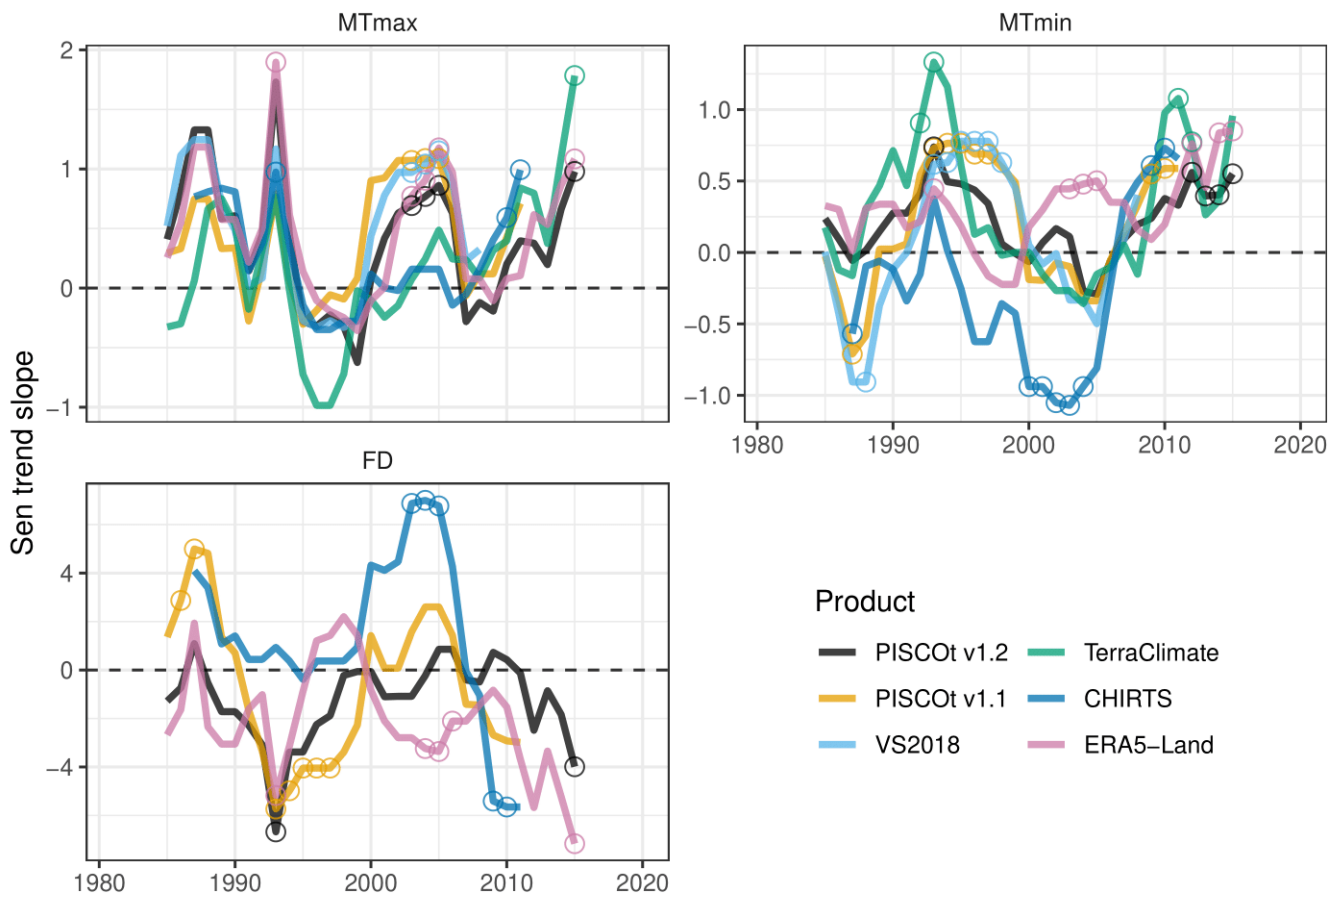 MTmax
MTmin
2
1
0
−1
1.0
0.5
0.0
−0.5
−1.0
1980 1990 2000 2010 2020
FD
4
0
−4
1980 1990 2000 2010 2020
Sen trend slope
Product
PISCOt v1.2
TerraClimate
PISCOt v1.1
CHIRTS
VS2018
ERA5−Land